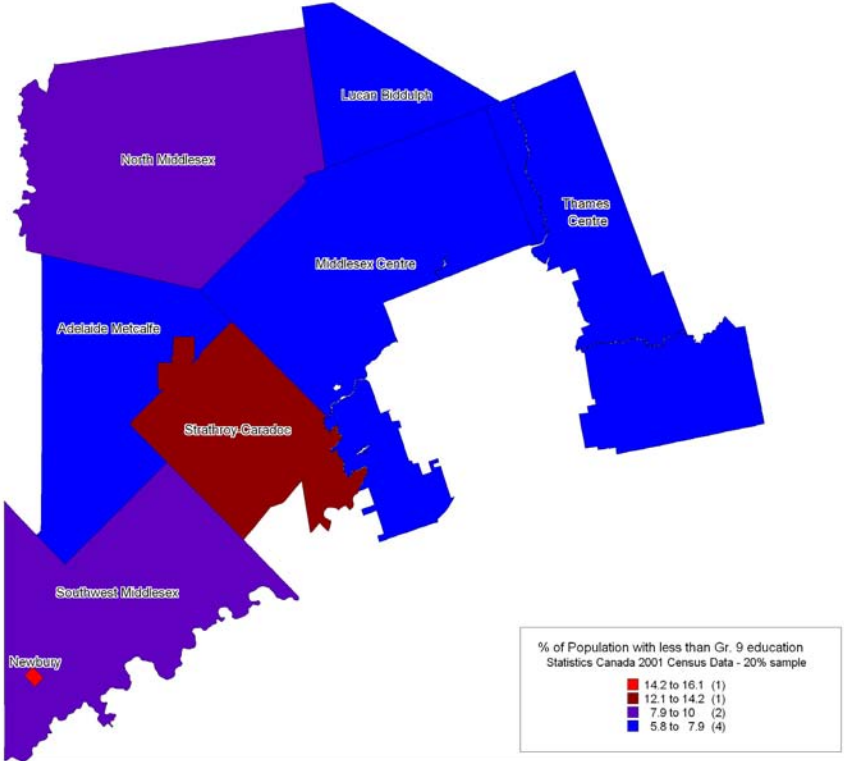 Lucan Biddulph
North Middlesex
Thames
Centre
Middlesex Centre
Adelaide Metcalfe
Strathroy-Caradoc
Southwest Middlesex
Newbury
% of Population with less than Gr. 9 education
Statistics Canada 2001 Census Data - 20% sample
14.2 to 16.1 (1)
12.1 to 14.2 (1)
7.9 to 10 (2)
5.8 to 7.9 (4)